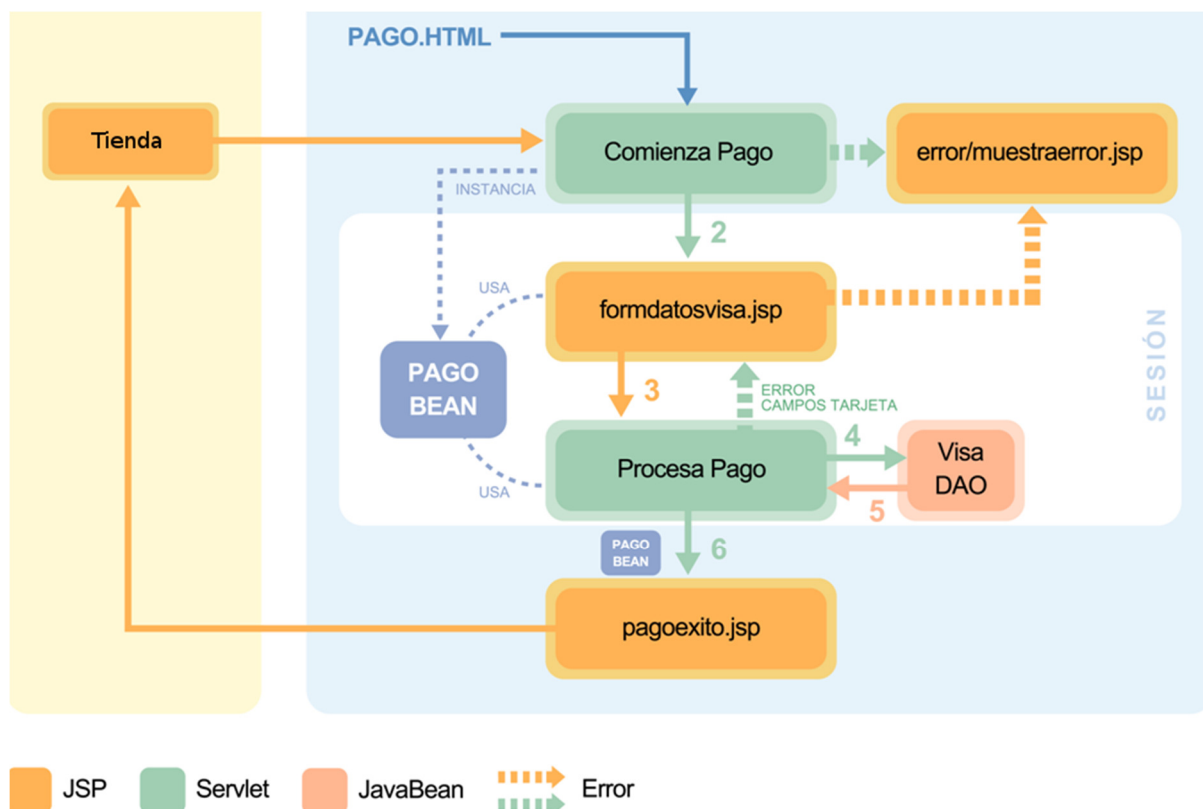 PAGO.HTML
Tienda
Comienza Pago
error/muestraerror.jsp
INSTANCIA
2
USA
formdatosvisa.jsp
SESIÓN
PAGO
BEAN
3
ERROR
CAMPOS TARJETA
4
Procesa Pago
Visa
DAO
5
USA
PAGO
BEAN
6
pagoexito.jsp
JSP
Servlet
JavaBean
Error